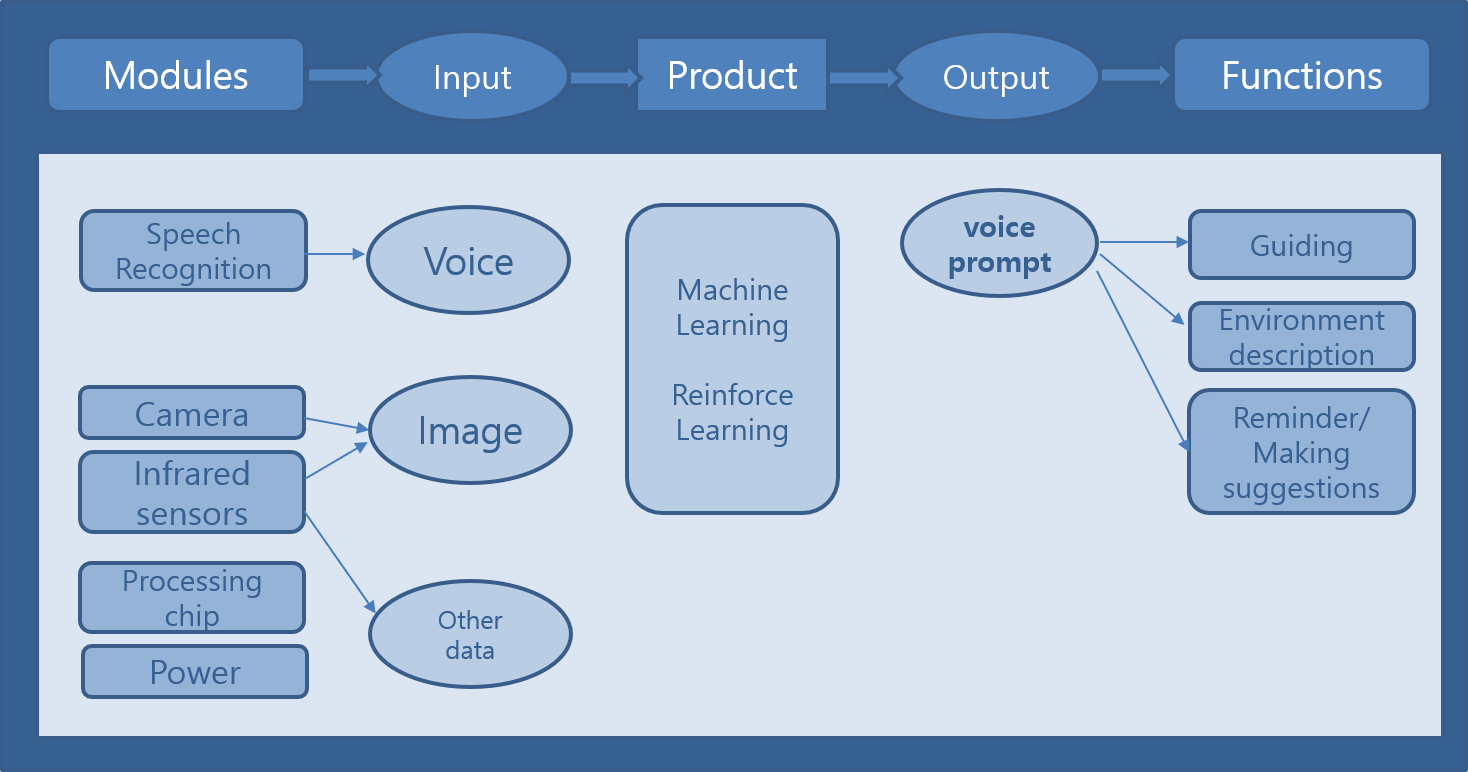 Modules
Input
Product
Output
Functions
Speech
Recognition
Voice
Camera
Infrared
sensors
Image
Processing
chip
Power
Other
data
Machine
Learning
Reinforce
Learning
voice
prompt
Guiding
Environment
description
Reminder/
Making
suggestions